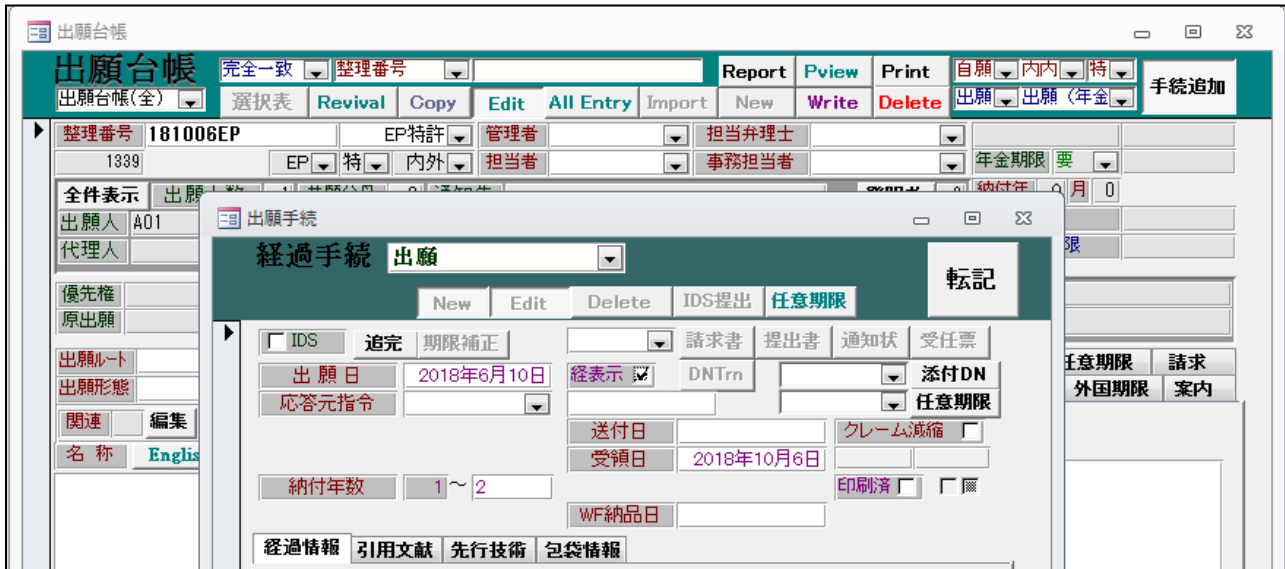 出願台帳
出願台帳 完全一致 整理番号 Report Pview Print 自願 内内 特 手続追加
出願台帳(全) 選択表 Revival Copy Edit All Entry Import New Write Delete 出願 出願（年金
整理番号 181006EP EP特許 管理者 担当弁理士
1339 EP 特 内外 担当者 事務担当者 年金期限 要
全件表示 出願人数 1 0 納付年 0 月 0
出願人 A01
代理人 限
優先権
原出願
出願ルート 任意期限 請求
出願形態 外国期限 案内
関連 編集
名 称 Englis
出願手続
経過手続 出願 転記
New Edit Delete IDS提出 任意期限
IDS 追完 期限補正 請求書 提出書 通知状 受任票
出 願 日 2018年6月10日 経表示 DNTrn 添付DN
応答元指令 任意期限
送付日 クレーム減縮
受領日 2018年10月6日
納付年数 1 ～ 2 印刷済
WF納品日
経過情報 引用文献 先行技術 包袋情報